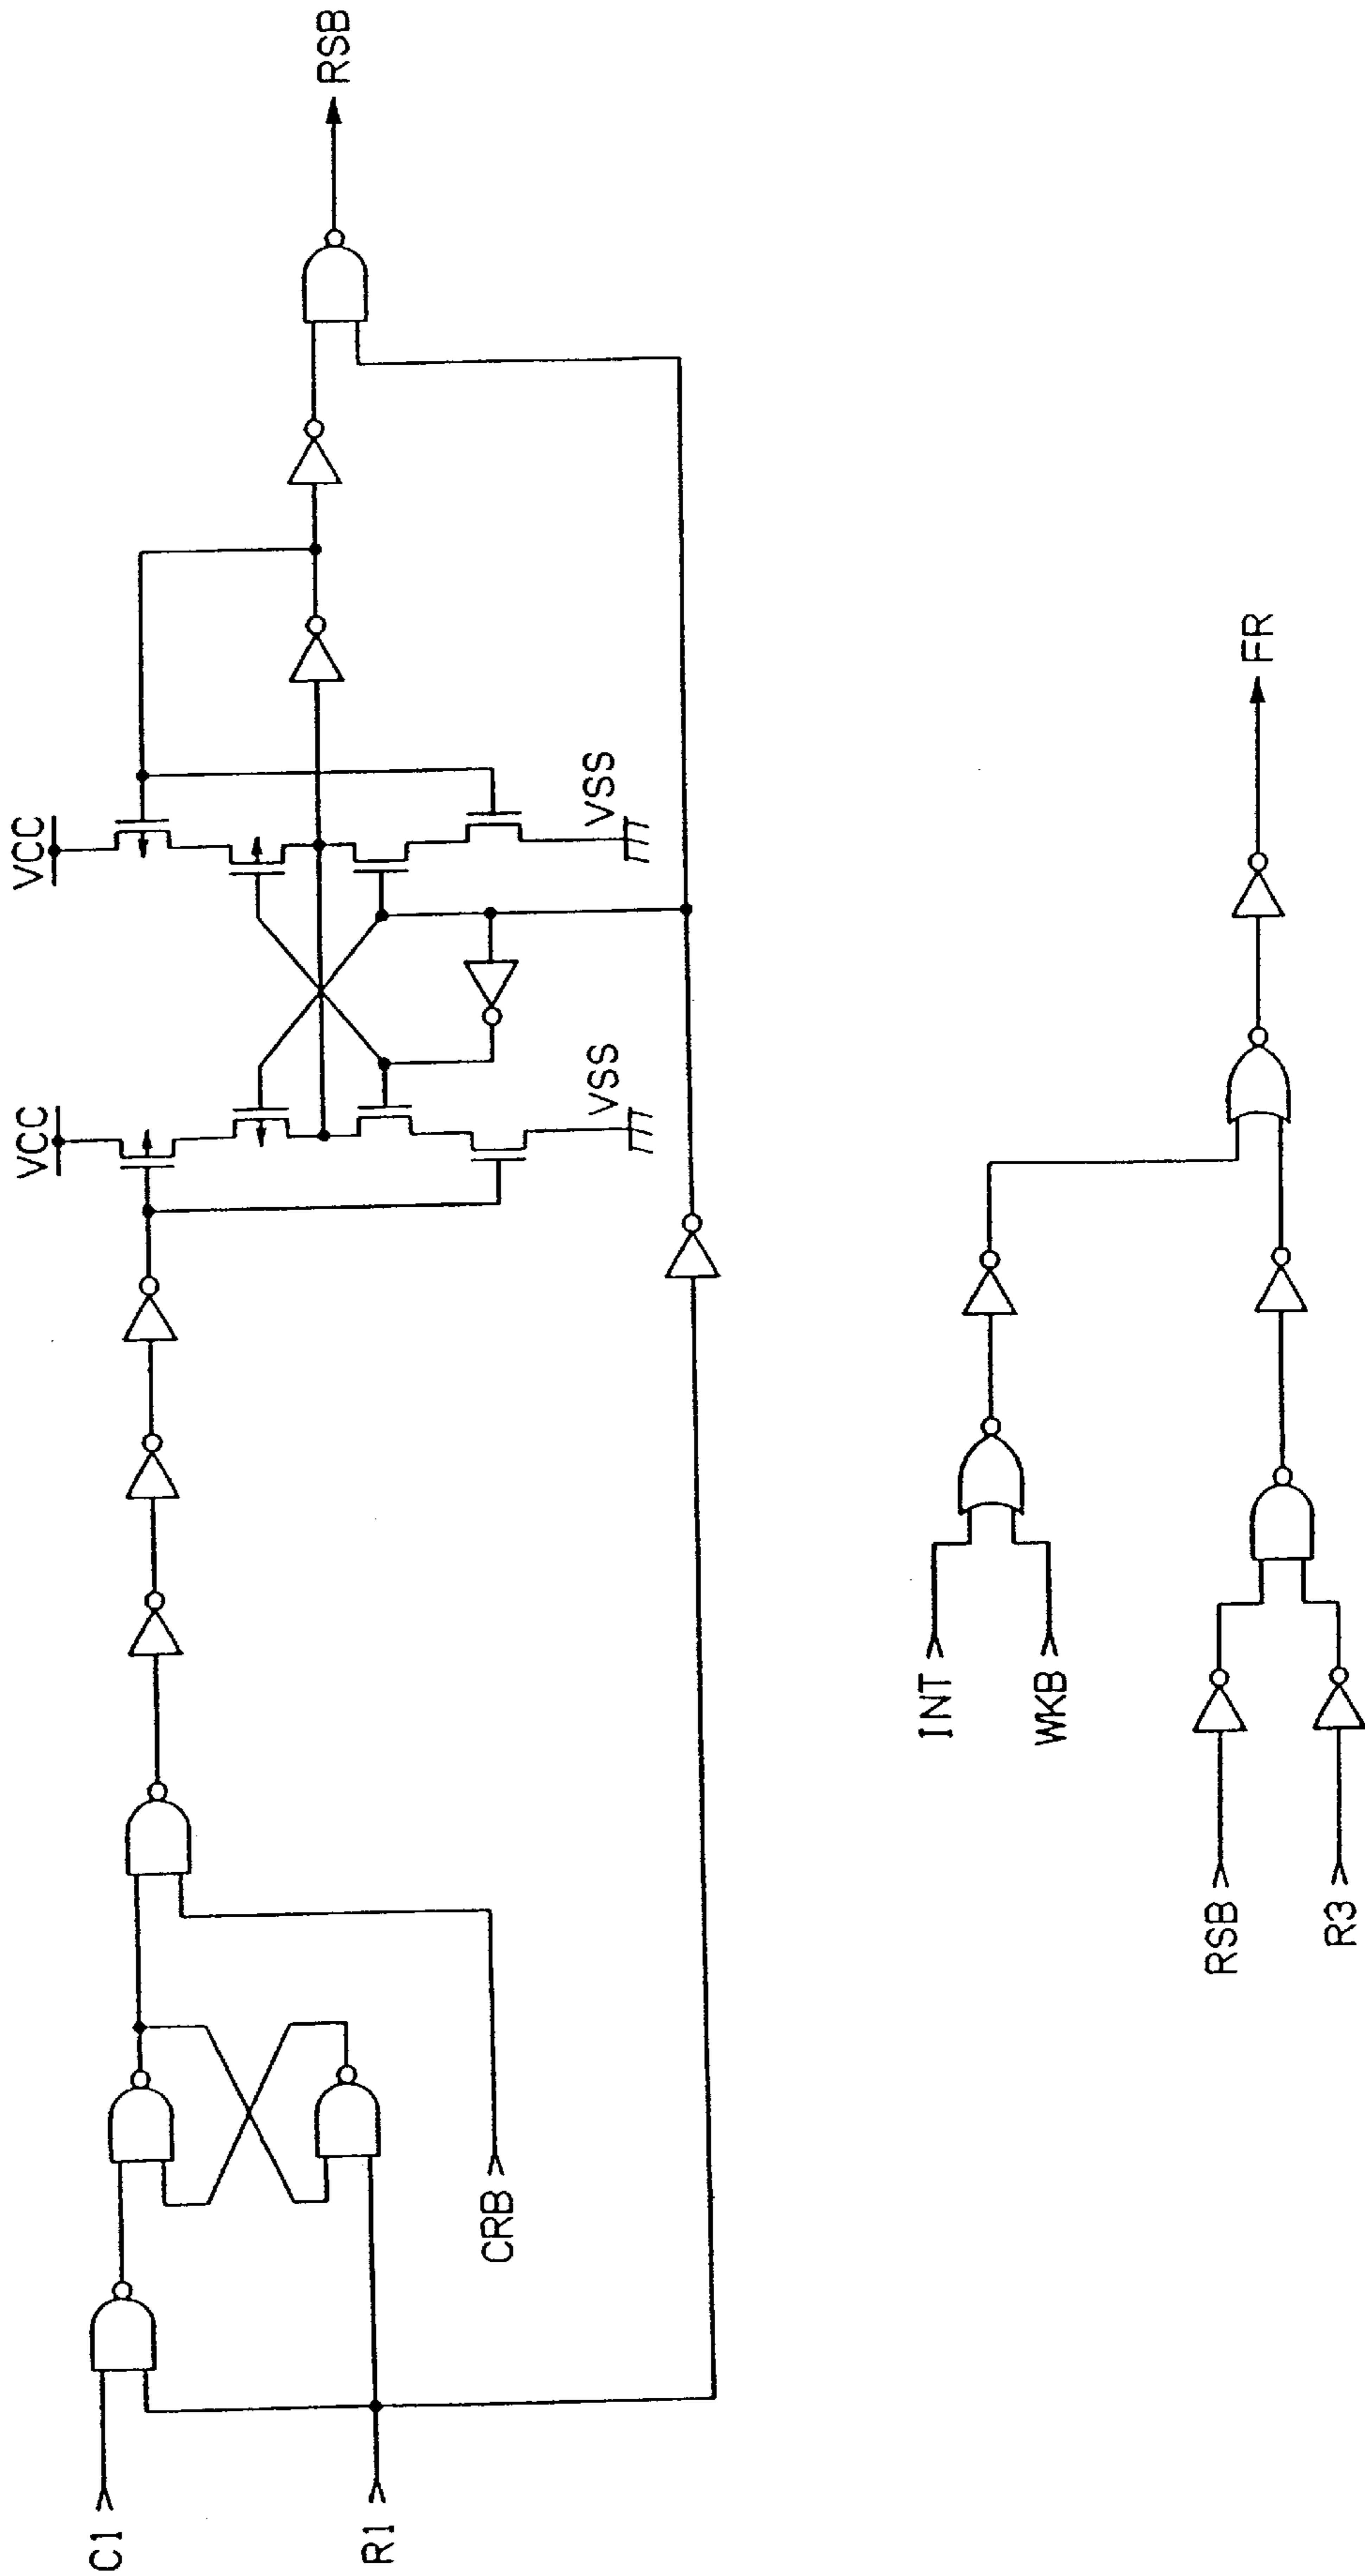 C1
R1
CRB
VCC
VSS
VCC
VSS
RSB
INT
WKB
RSB
R3
FR